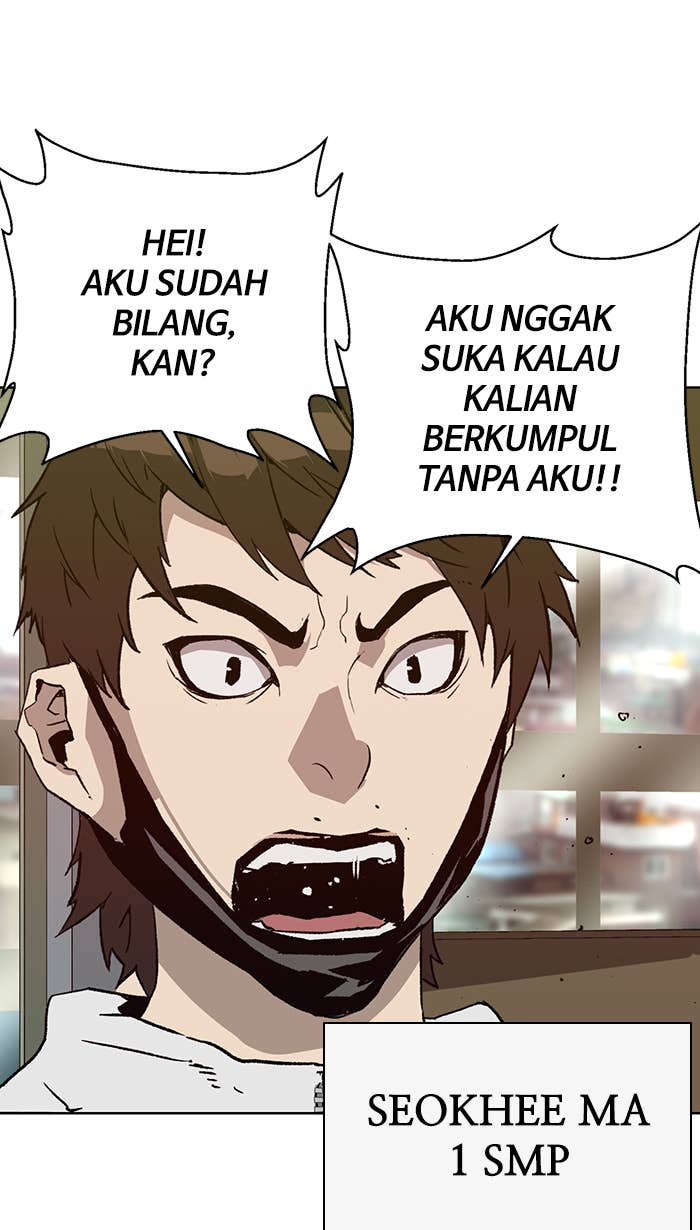 HEI!
AKU SUDAH
BILANG,
KAN?
AKU NGGAK
SUKA KALAU
KALIAN
BERKUMPUL
TANPA AKU!!
SEOKHEE MA
1 SMP